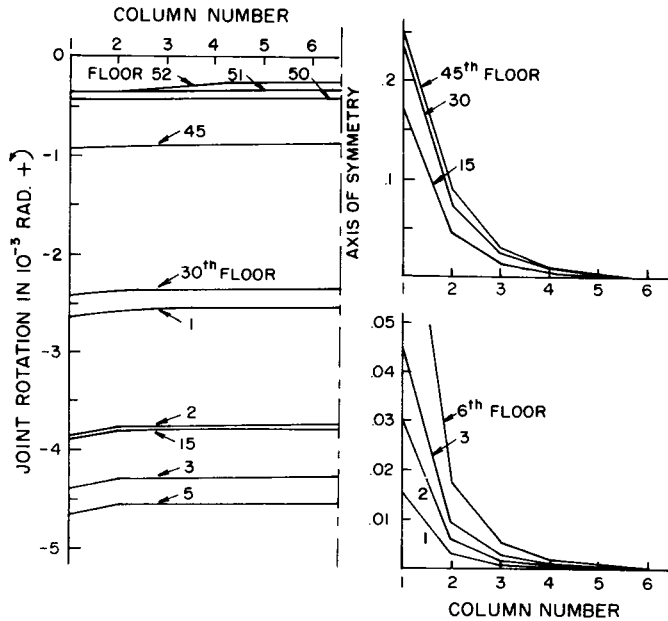 COLUMN NUMBER
1 2 3 4 5 6
0
-1
-2
-3
-4
-5
JOINT ROTATION IN 10⁻³ RAD. +
FLOOR 52
51
50
45
30th FLOOR
1
2
15
3
5
AXIS OF SYMMETRY
.2
.1
45th FLOOR
30
15
1 2 3 4 5 6
.05
.04
.03
.02
.01
6th FLOOR
3
2
1
1 2 3 4 5 6
COLUMN NUMBER